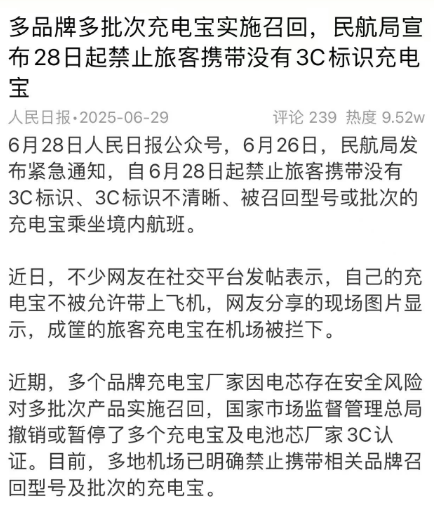 多品牌多批次充电宝实施召回，民航局宣
布28日起禁止旅客携带没有3C标识充电
宝
人民日报•2025-06-29 评论 239 热度 9.52w
6月28日人民日报公众号，6月26日，民航局发
布紧急通知，自6月28日起禁止旅客携带没有
3C标识、3C标识不清晰、被召回型号或批次的
充电宝乘坐境内航班。
近日，不少网友在社交平台发帖表示，自己的充
电宝不被允许带上飞机，网友分享的现场图片显
示，成筐的旅客充电宝在机场被拦下。
近期，多个品牌充电宝厂家因电芯存在安全风险
对多批次产品实施召回，国家市场监督管理总局
撤销或暂停了多个充电宝及电池芯厂家3C认
证。目前，多地机场已明确禁止携带相关品牌召
回型号及批次的充电宝。